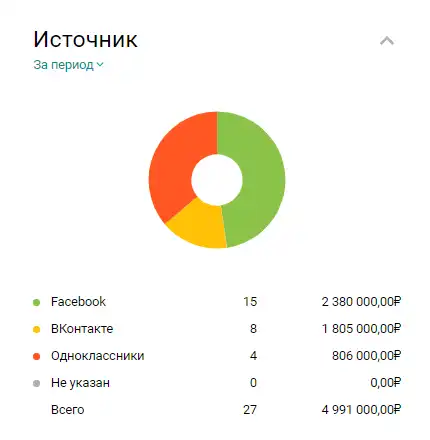 Источник
За период
Facebook 15 2 380 000,00₽
ВКонтакте 8 1 805 000,00₽
Одноклассники 4 806 000,00₽
Не указан 0 0,00₽
Всего 27 4 991 000,00₽